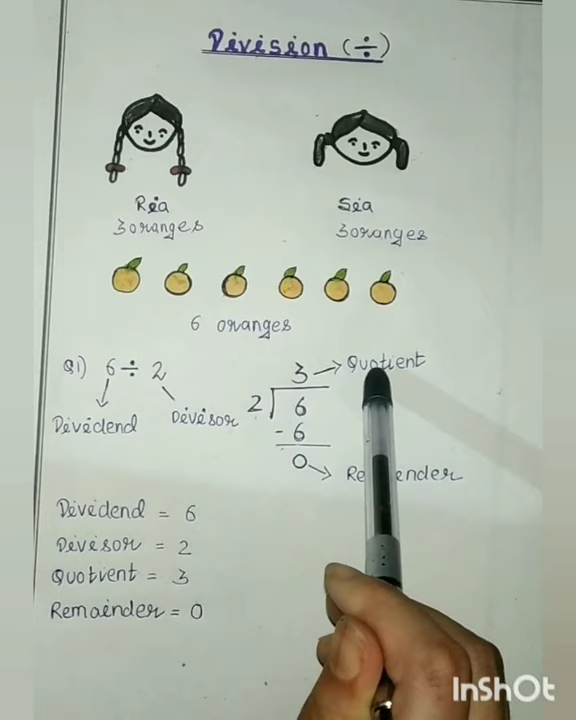 Division (÷)
Ria Sia
3 oranges 3 oranges
6 oranges
Q1) 6 ÷ 2
Dividend
Divisor
3 → Quotient
2 6
- 6
0 → Remainder
Dividend = 6
Divisor = 2
Quotient = 3
Remainder = 0
InShOt